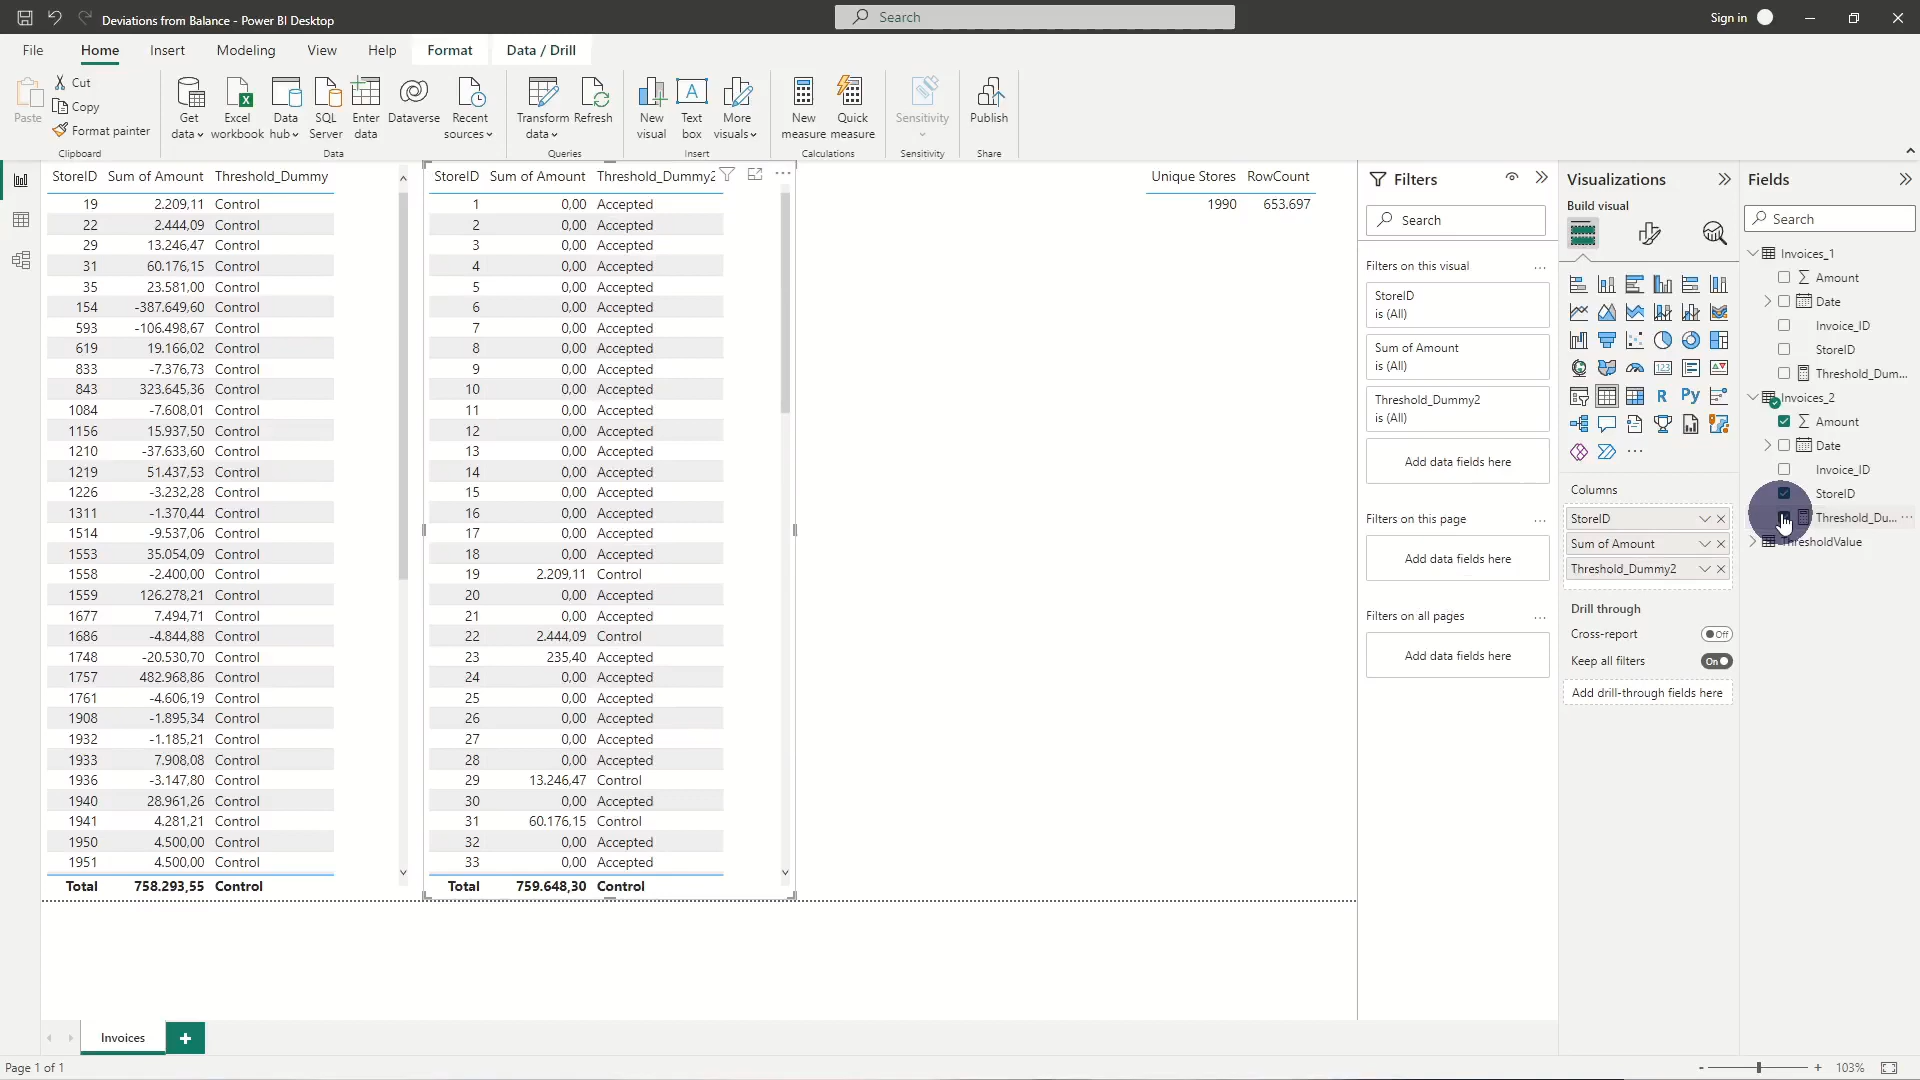 Deviations from Balance - Power BI Desktop
Search
Sign in
File Home Insert Modeling View Help Format Data / Drill
Paste
Cut
Copy
Format painter
Clipboard
Get data
Excel workbook
Data hub
SQL Server
Enter data
Dataverse
Recent sources
Data
Transform data
Refresh
Queries
New visual
Text box
More visuals
Insert
New measure
Quick measure
Calculations
Sensitivity
Sensitivity
Publish
Share
StoreID Sum of Amount Threshold_Dummy
19 2.209,11 Control
22 2.444,09 Control
29 13.246,47 Control
31 60.176,15 Control
35 23.581,00 Control
154 -387.649,60 Control
593 -106.498,67 Control
619 19.166,02 Control
833 -7.376,73 Control
843 323.645,36 Control
1084 -7.608,01 Control
1156 15.937,50 Control
1210 -37.633,60 Control
1219 51.437,53 Control
1226 -3.232,28 Control
1311 -1.370,44 Control
1514 -9.537,06 Control
1553 35.054,09 Control
1558 -2.400,00 Control
1559 126.278,21 Control
1677 7.494,71 Control
1686 -4.844,88 Control
1748 -20.530,70 Control
1757 482.968,86 Control
1761 -4.606,19 Control
1908 -1.895,34 Control
1932 -1.185,21 Control
1933 7.908,08 Control
1936 -3.147,80 Control
1940 28.961,26 Control
1941 4.281,21 Control
1950 4.500,00 Control
1951 4.500,00 Control
Total 758.293,55 Control
StoreID Sum of Amount Threshold_Dummy2
1 0,00 Accepted
2 0,00 Accepted
3 0,00 Accepted
4 0,00 Accepted
5 0,00 Accepted
6 0,00 Accepted
7 0,00 Accepted
8 0,00 Accepted
9 0,00 Accepted
10 0,00 Accepted
11 0,00 Accepted
12 0,00 Accepted
13 0,00 Accepted
14 0,00 Accepted
15 0,00 Accepted
16 0,00 Accepted
17 0,00 Accepted
18 0,00 Accepted
19 2.209,11 Control
20 0,00 Accepted
21 0,00 Accepted
22 2.444,09 Control
23 235,40 Accepted
24 0,00 Accepted
25 0,00 Accepted
26 0,00 Accepted
27 0,00 Accepted
28 0,00 Accepted
29 13.246,47 Control
30 0,00 Accepted
31 60.176,15 Control
32 0,00 Accepted
33 0,00 Accepted
Total 759.648,30 Control
Unique Stores RowCount
1990 653.697
Filters
Search
Filters on this visual ...
StoreID
is (All)
Sum of Amount
is (All)
Threshold_Dummy2
is (All)
Add data fields here
Filters on this page ...
Add data fields here
Filters on all pages ...
Add data fields here
Visualizations
Build visual
123
R Py
...
Columns
StoreID
Sum of Amount
Threshold_Dummy2
Drill through
Cross-report Off
Keep all filters On
Add drill-through fields here
Fields
Search
Invoices_1
Amount
Date
Invoice_ID
StoreID
Threshold_Dum...
Invoices_2
Amount
Date
Invoice_ID
StoreID
Threshold_Du... ...
ThresholdValue
Invoices
+
Page 1 of 1
- + 103%